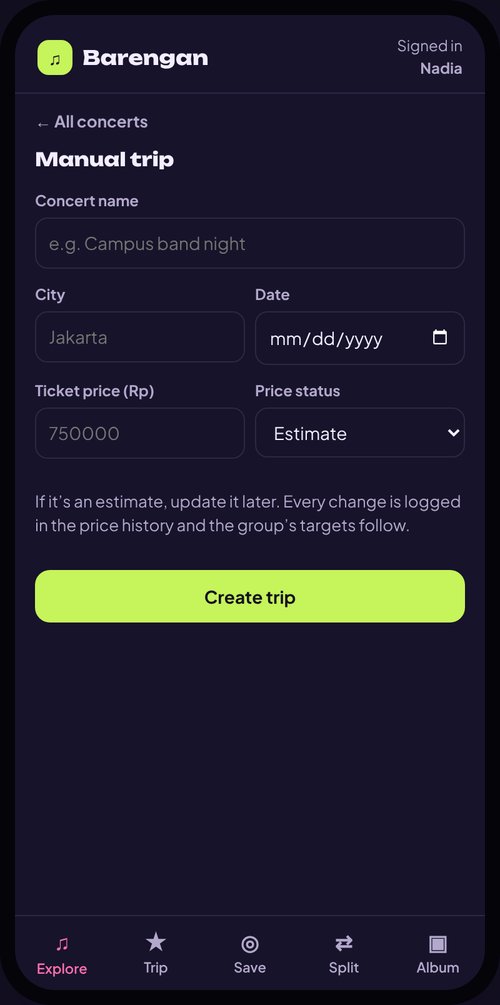 ♫ Barengan
Signed in
Nadia
← All concerts
Manual trip
Concert name
e.g. Campus band night
City
Date
Jakarta
mm/dd/yyyy
Ticket price (Rp)
Price status
750000
Estimate
If it's an estimate, update it later. Every change is logged
in the price history and the group's targets follow.
Create trip
Explore
Trip
Save
Split
Album